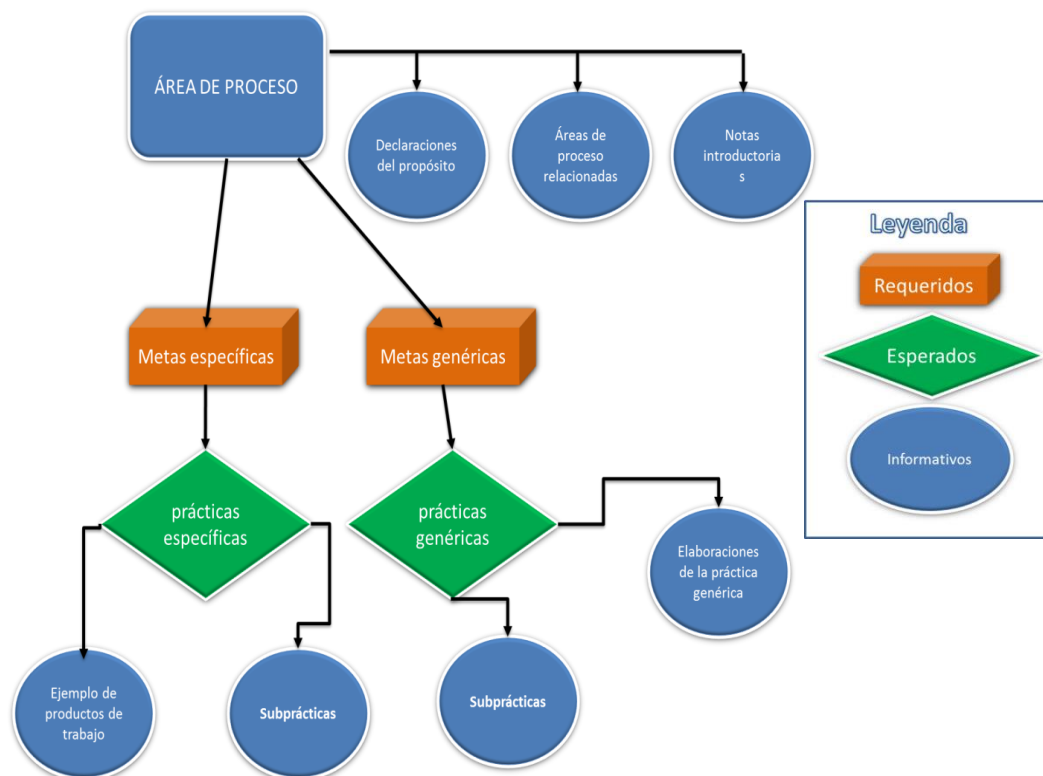 ÁREA DE PROCESO
Declaraciones
del propósito
Áreas de
proceso
relacionadas
Notas
introductoria
s
Leyenda
Requeridos
Esperados
Informativos
Metas específicas
Metas genéricas
prácticas
específicas
prácticas
genéricas
Elaboraciones
de la práctica
genérica
Ejemplo de
productos de
trabajo
Subprácticas
Subprácticas